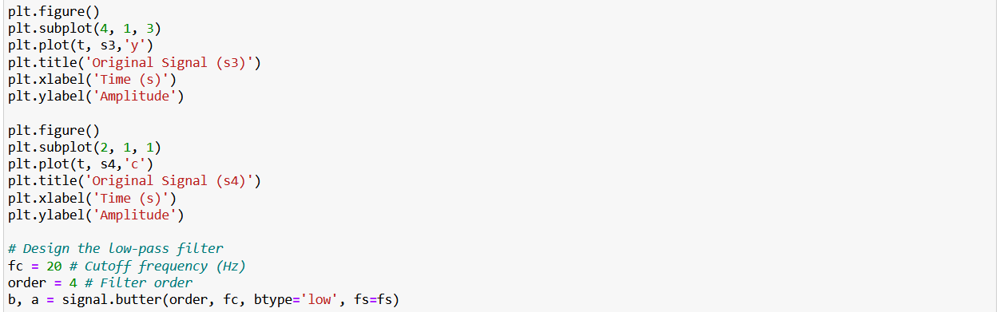 plt.figure()
plt.subplot(4, 1, 3)
plt.plot(t, s3,'y')
plt.title('Original Signal (s3)')
plt.xlabel('Time (s)')
plt.ylabel('Amplitude')

plt.figure()
plt.subplot(2, 1, 1)
plt.plot(t, s4,'c')
plt.title('Original Signal (s4)')
plt.xlabel('Time (s)')
plt.ylabel('Amplitude')

# Design the low-pass filter
fc = 20 # Cutoff frequency (Hz)
order = 4 # Filter order
b, a = signal.butter(order, fc, btype='low', fs=fs)